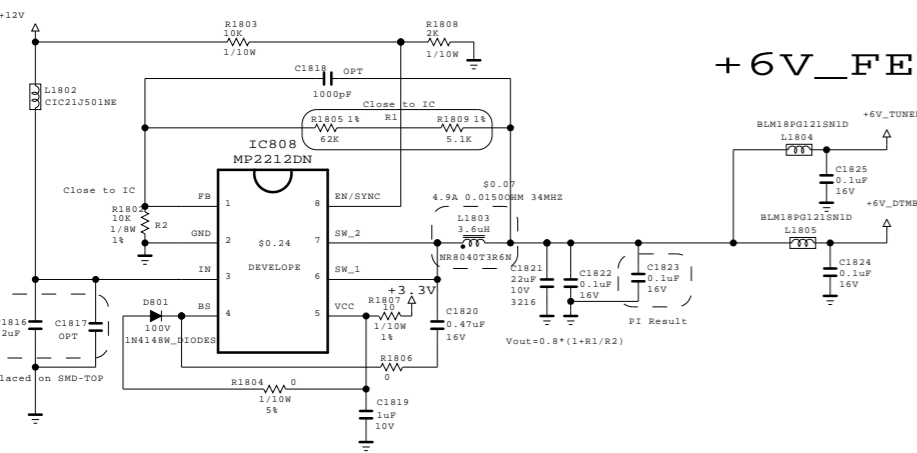 +12V
R1803
10K
1/10W
R1808
2K
1/10W
+6V_FE
L1802
CIC21J501NE
C1818 OPT
1000pF
Close to IC
R1805 1%
62K
R1
R1809 1%
5.1K
IC808
MP2212DN
+6V_TUNER
BLM18PG121SN1D
L1804
C1825
0.1uF
16V
Close to IC
R1802
10K
1/8W
1%
R2
FB
1
GND
2
IN
3
BS
4
$0.24
DEVELOPE
EN/SYNC
8
SW_2
7
SW_1
6
VCC
5
$0.07
4.9A 0.0150OHM 34MHZ
L1803
3.6uH
NR8040T3R6N
+6V_DTMB
BLM18PG121SN1D
L1805
C1824
0.1uF
16V
C1821
22uF
10V
3216
C1822
0.1uF
16V
C1823
0.1uF
16V
PI Result
Vout=0.8*(1+R1/R2)
+3.3V
R1807
10
1/10W
1%
C1820
0.47uF
16V
D801
100V
1N4148W_DIODES
C1817
OPT
SMD-TOP
on
R1806
0
R1804 0
1/10W
5%
C1819
1uF
10V